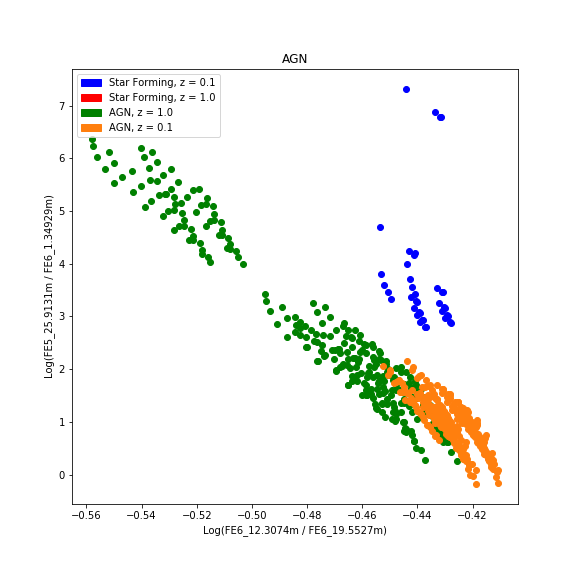 AGN
Star Forming, z = 0.1
Star Forming, z = 1.0
AGN, z = 1.0
AGN, z = 0.1
Log(FE5_25.9131m / FE6_1.34929m)
7
6
5
4
3
2
1
0
−0.56 −0.54 −0.52 −0.50 −0.48 −0.46 −0.44 −0.42
Log(FE6_12.3074m / FE6_19.5527m)